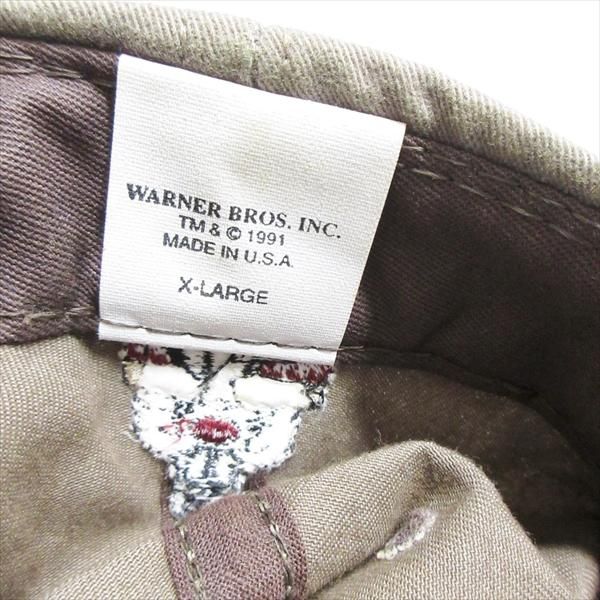 WARNER BROS. INC.
TM & © 1991
MADE IN U.S.A.
X-LARGE